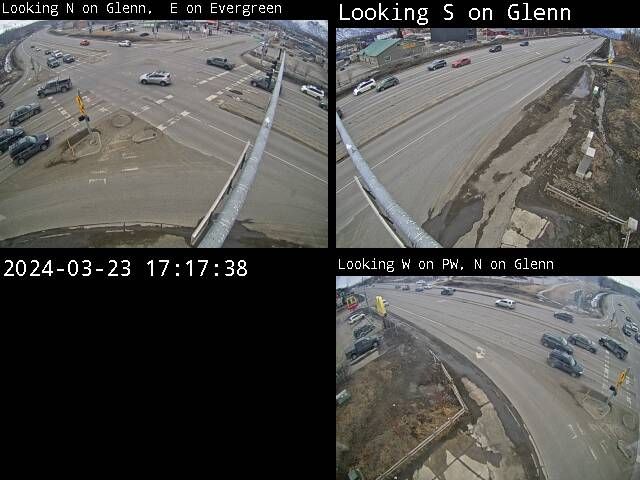 Looking N on Glenn,  E on Evergreen
Looking S on Glenn
2024-03-23 17:17:38
Looking W on PW, N on Glenn